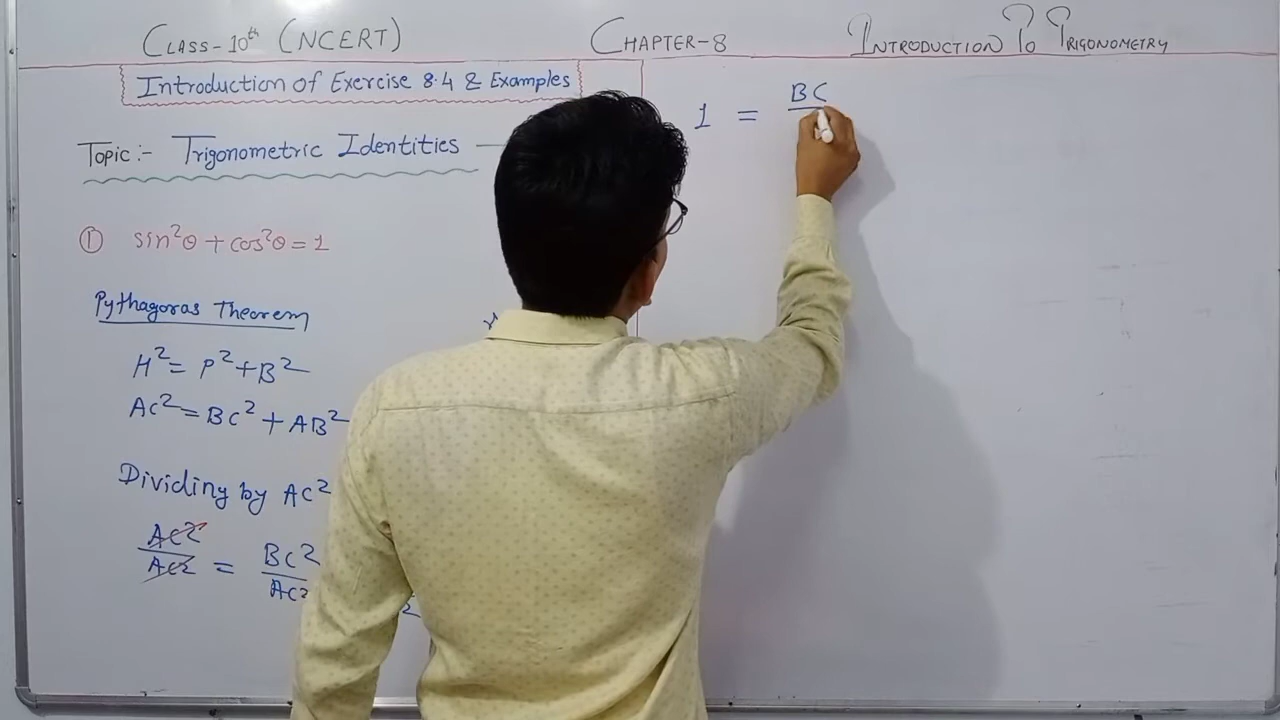 CLASS-10th (NCERT) CHAPTER-8 INTRODUCTION TO TRIGONOMETRY
Introduction of Exercise 8.4 & Examples
TOPIC:- Trigonometric Identities
① sin²θ + cos²θ = 1
Pythagoras Theorem
H² = P² + B²
AC² = BC² + AB²
Dividing by AC²
AC²/AC² = BC²/AC²
1 = BC